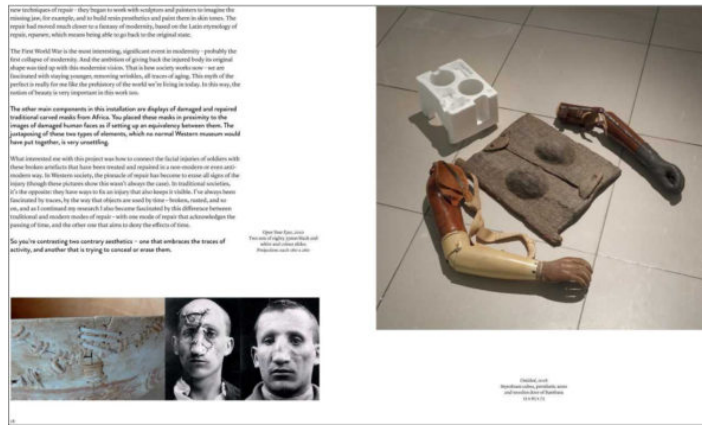 new techniques of repair – they began to work with sculptors and painters to imagine the
missing jaw, for example, and to build resin prosthetics and paint them in skin tones. The
repair had moved much closer to a fantasy of modernity, based on the Latin etymology of
repair, reparare, which means being able to go back to the original state.
The First World War is the most interesting, significant event in modernity – probably the
first collapse of modernity. And the ambition of giving back the injured body its original
shape was tied up with this modernist vision. That is how society works now – we are
fascinated with staying younger, removing wrinkles, all traces of aging. This myth of the
perfect is really for me like the prehistory of the world we're living in today. In this way, the
notion of beauty is very important in this work too.
The other main components in this installation are displays of damaged and repaired
traditional carved masks from Africa. You placed these masks in proximity to the
images of damaged human faces as if setting up an equivalency between them. The
juxtaposing of these two types of elements, which no normal Western museum would
have put together, is very unsettling.
What interested me with this project was how to connect the facial injuries of soldiers with
these broken artefacts that have been treated and repaired in a non-modern or even anti-
modern way. In Western society, the pinnacle of repair has become to erase all signs of the
injury (though these pictures show this wasn't always the case). In traditional societies,
it's the opposite: they have ways to fix an injury that also keeps it visible. I've always been
fascinated by traces, by the way that objects are used by time – broken, rusted, and so
on, and so as I continued my research I also became fascinated by this difference between
traditional and modern modes of repair – with one mode of repair that acknowledges the
passing of time, and the other one that aims to deny the effects of time.
So you're contrasting two contrary aesthetics – one that embraces the traces of
activity, and another that is trying to conceal or erase them.
Open Your Eyes, 2010
Two sets of eighty 35mm black and
white and colour slides
Untitled, 2016